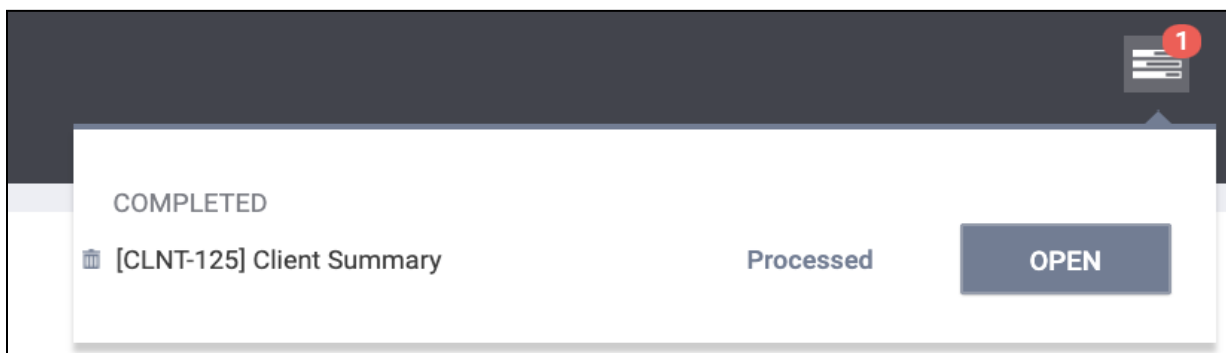 1
COMPLETED
[CLNT-125] Client Summary Processed OPEN